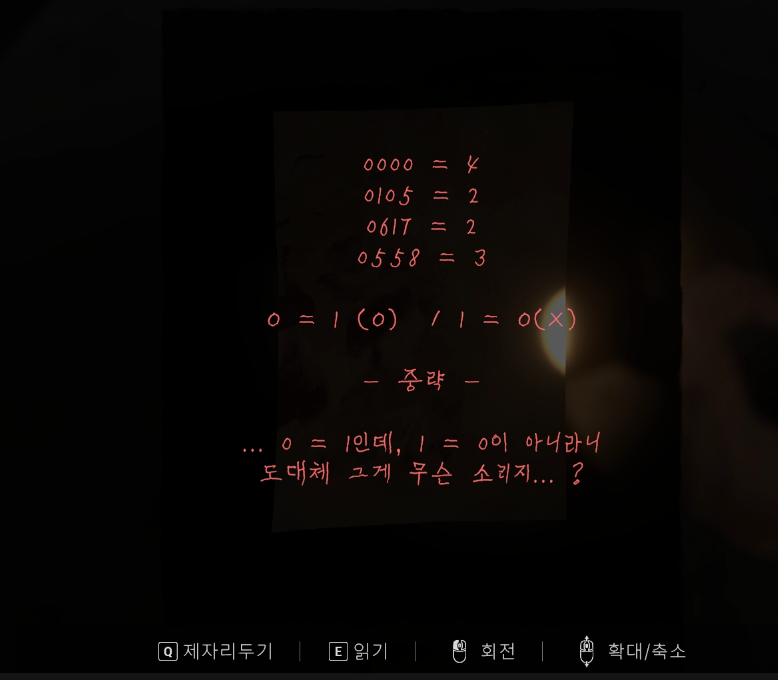 0000 = 4
0105 = 2
0617 = 2
0558 = 3
0 = 1 (O) / 1 = 0(X)
- 중략 -
... 0 = 1인데, 1 = 0이 아니라니
도대체 그게 무슨 소리지... ?
Q 제자리두기 | E 읽기 | 회전 | 확대/축소